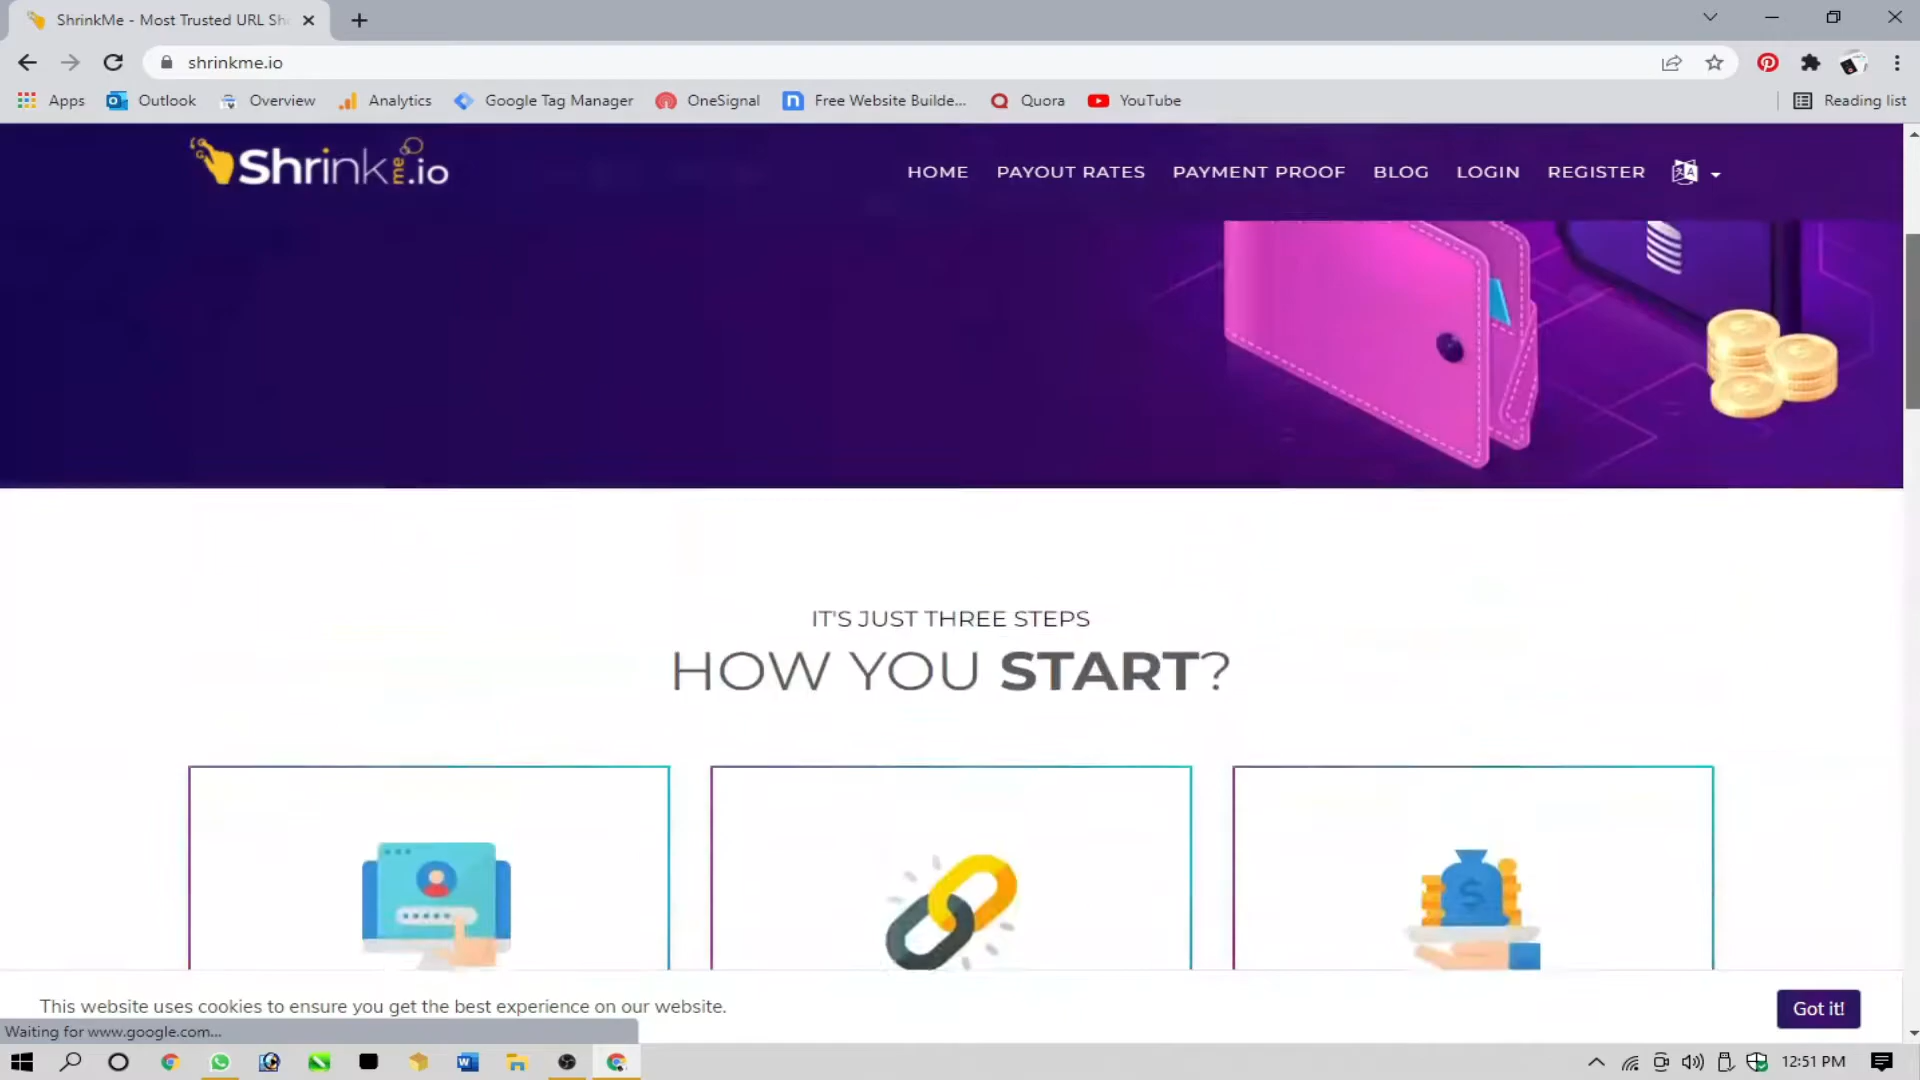 ShrinkMe - Most Trusted URL Sh
shrinkme.io
Apps
Outlook
Overview
Analytics
Google Tag Manager
OneSignal
Free Website Builde...
Quora
YouTube
Reading list
Shrinkme.io
HOME
PAYOUT RATES
PAYMENT PROOF
BLOG
LOGIN
REGISTER
IT'S JUST THREE STEPS
HOW YOU START?
This website uses cookies to ensure you get the best experience on our website.
Got it!
Waiting for www.google.com...
12:51 PM